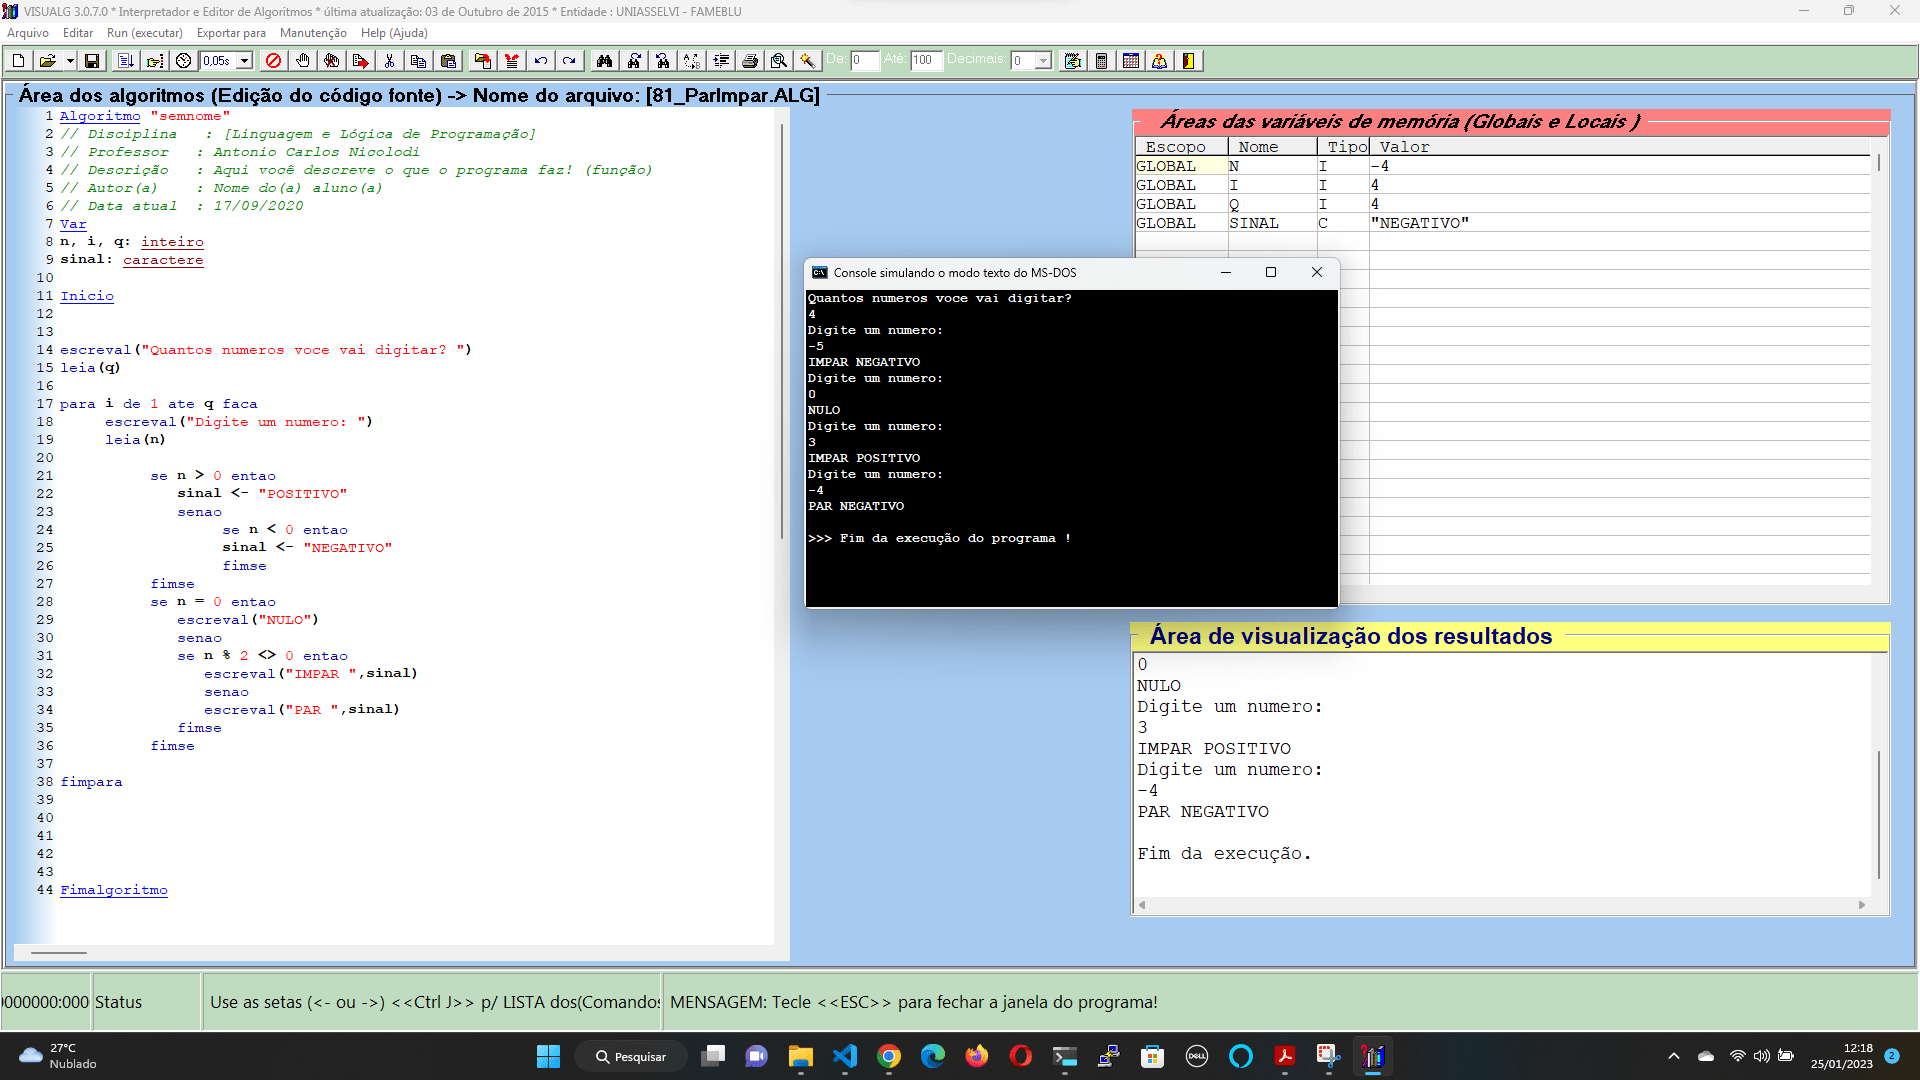 VISUALG 3.0.7.0 * Interpretador e Editor de Algoritmos * última atualização: 03 de Outubro de 2015 * Entidade : UNIASSELVI - FAMEBLU
Arquivo Editar Run (executar) Exportar para Manutenção Help (Ajuda)
0,05s De: 0 Até: 100 Decimais: 0
Área dos algoritmos (Edição do código fonte) -> Nome do arquivo: [81_ParImpar.ALG]
1 Algoritmo "semnome"
2 // Disciplina   : [Linguagem e Lógica de Programação]
3 // Professor   : Antonio Carlos Nicolodi
4 // Descrição   : Aqui você descreve o que o programa faz! (função)
5 // Autor(a)    : Nome do(a) aluno(a)
6 // Data atual  : 17/09/2020
7 Var
8 n, i, q: inteiro
9 sinal: caractere
10
11 Inicio
12
13
14 escreval("Quantos numeros voce vai digitar? ")
15 leia(q)
16
17 para i de 1 ate q faca
18 escreval("Digite um numero: ")
19 leia(n)
20
21 se n > 0 entao
22 sinal <- "POSITIVO"
23 senao
24 se n < 0 entao
25 sinal <- "NEGATIVO"
26 fimse
27 fimse
28 se n = 0 entao
29 escreval("NULO")
30 senao
31 se n % 2 <> 0 entao
32 escreval("IMPAR ",sinal)
33 senao
34 escreval("PAR ",sinal)
35 fimse
36 fimse
37
38 fimpara
39
40
41
42
43
44 Fimalgoritmo
Áreas das variáveis de memória (Globais e Locais )
Escopo Nome Tipo Valor
GLOBAL N I -4
GLOBAL I I 4
GLOBAL Q I 4
GLOBAL SINAL C "NEGATIVO"
Console simulando o modo texto do MS-DOS
Quantos numeros voce vai digitar?
4
Digite um numero:
-5
IMPAR NEGATIVO
Digite um numero:
0
NULO
Digite um numero:
3
IMPAR POSITIVO
Digite um numero:
-4
PAR NEGATIVO
>>> Fim da execução do programa !
Área de visualização dos resultados
0
NULO
Digite um numero:
3
IMPAR POSITIVO
Digite um numero:
-4
PAR NEGATIVO
Fim da execução.
0000000:000 Status Use as setas (<- ou ->) <<Ctrl J>> p/ LISTA dos(Comandos MENSAGEM: Tecle <<ESC>> para fechar a janela do programa!
27°C
Nublado
Pesquisar
DELL
12:18
25/01/2023
2